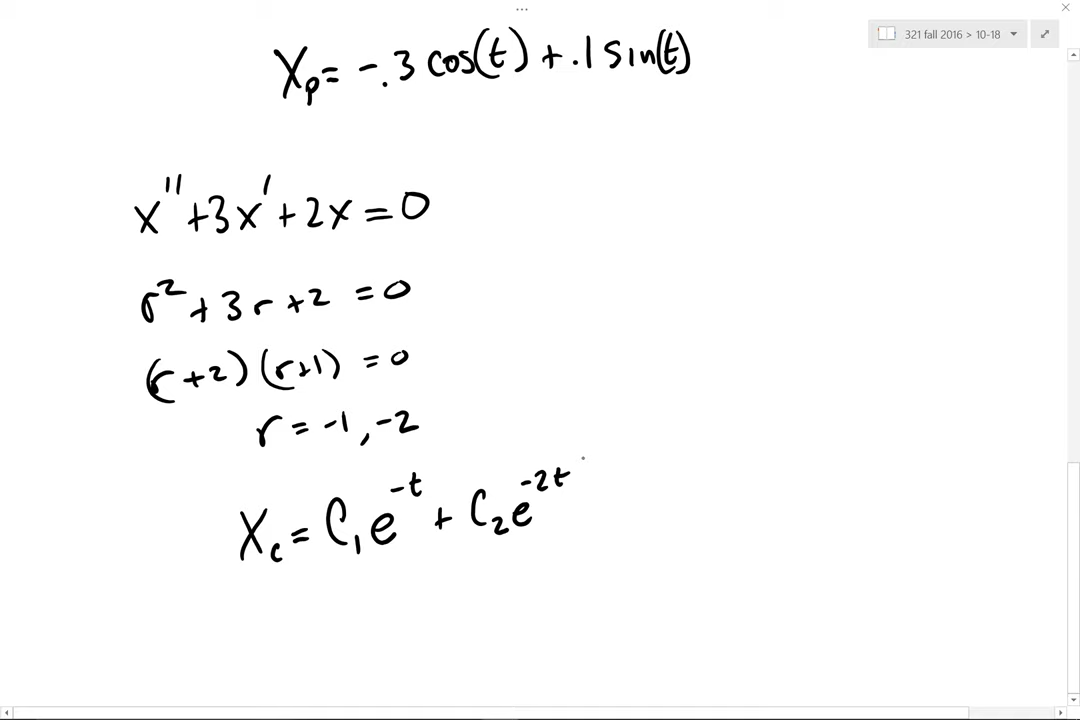 321 fall 2016 > 10-18
Xₚ = -.3 cos(t) + .1 sin(t)
x'' + 3x' + 2x = 0
r² + 3r + 2 = 0
(r+2)(r+1) = 0
r = -1, -2
X_c = C₁e^{-t} + C₂e^{-2t}